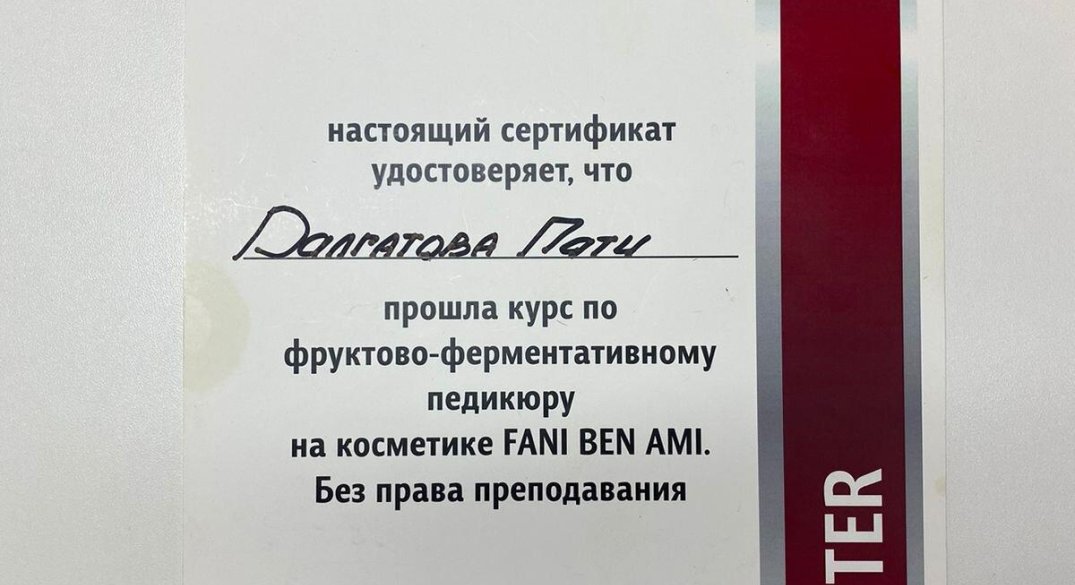 настоящий сертификат
удостоверяет, что
Далгатова Пати
прошла курс по
фруктово-ферментативному
педикюру
на косметике FANI BEN AMI.
Без права преподавания
TER